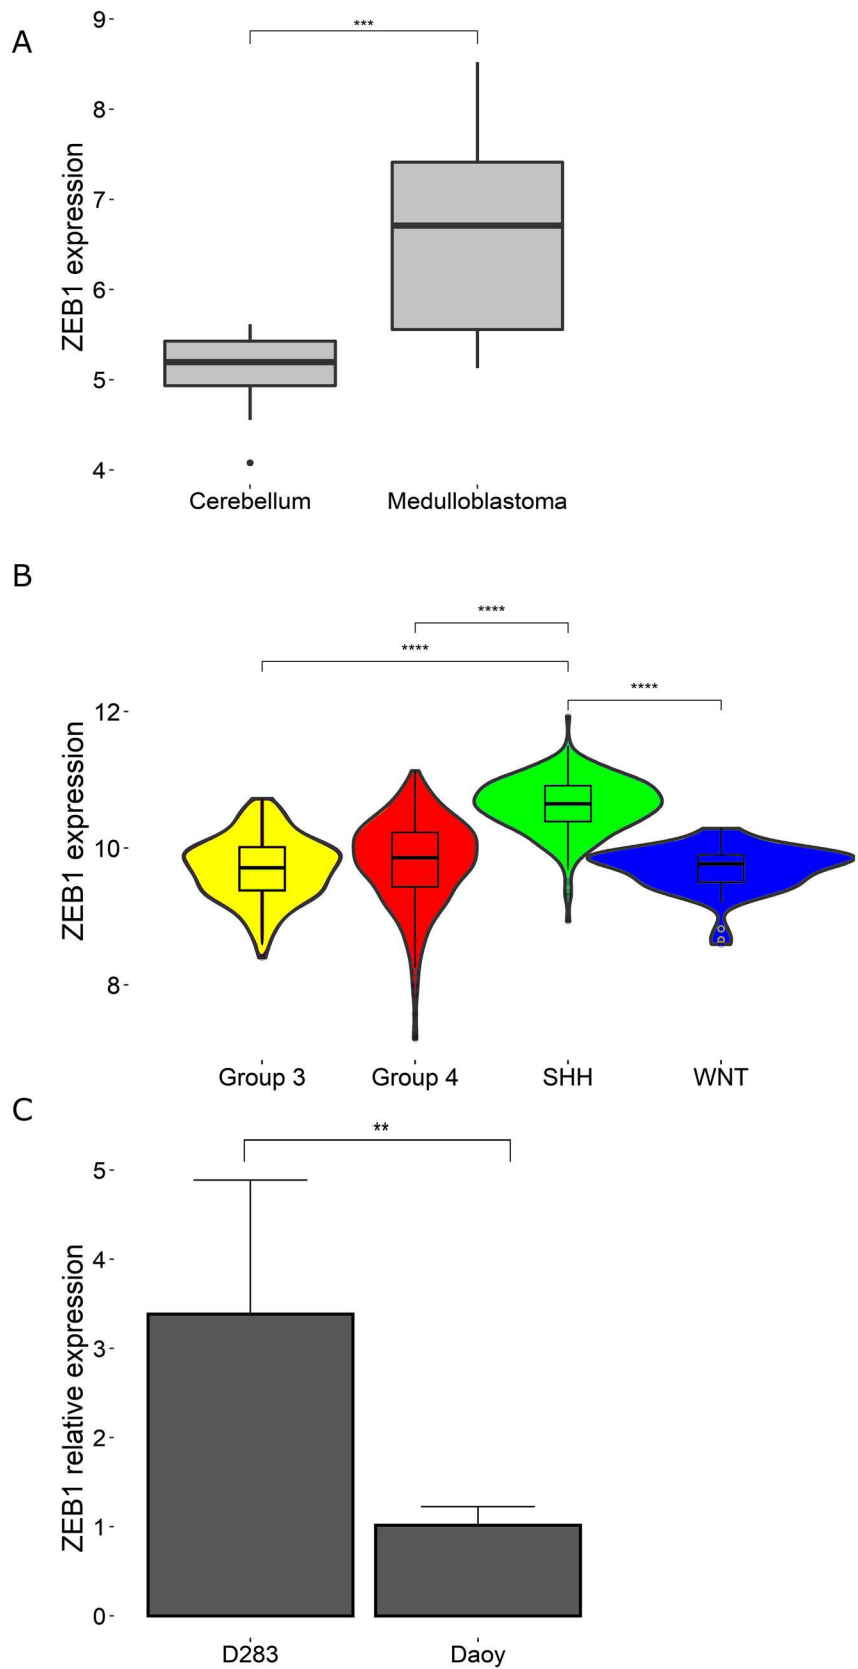 A
***
9
8
7
6
5
4
ZEB1 expression
Cerebellum Medulloblastoma
B
****
****
****
12
10
8
ZEB1 expression
Group 3 Group 4 SHH WNT
C
**
5
4
3
2
1
0
ZEB1 relative expression
D283 Daoy